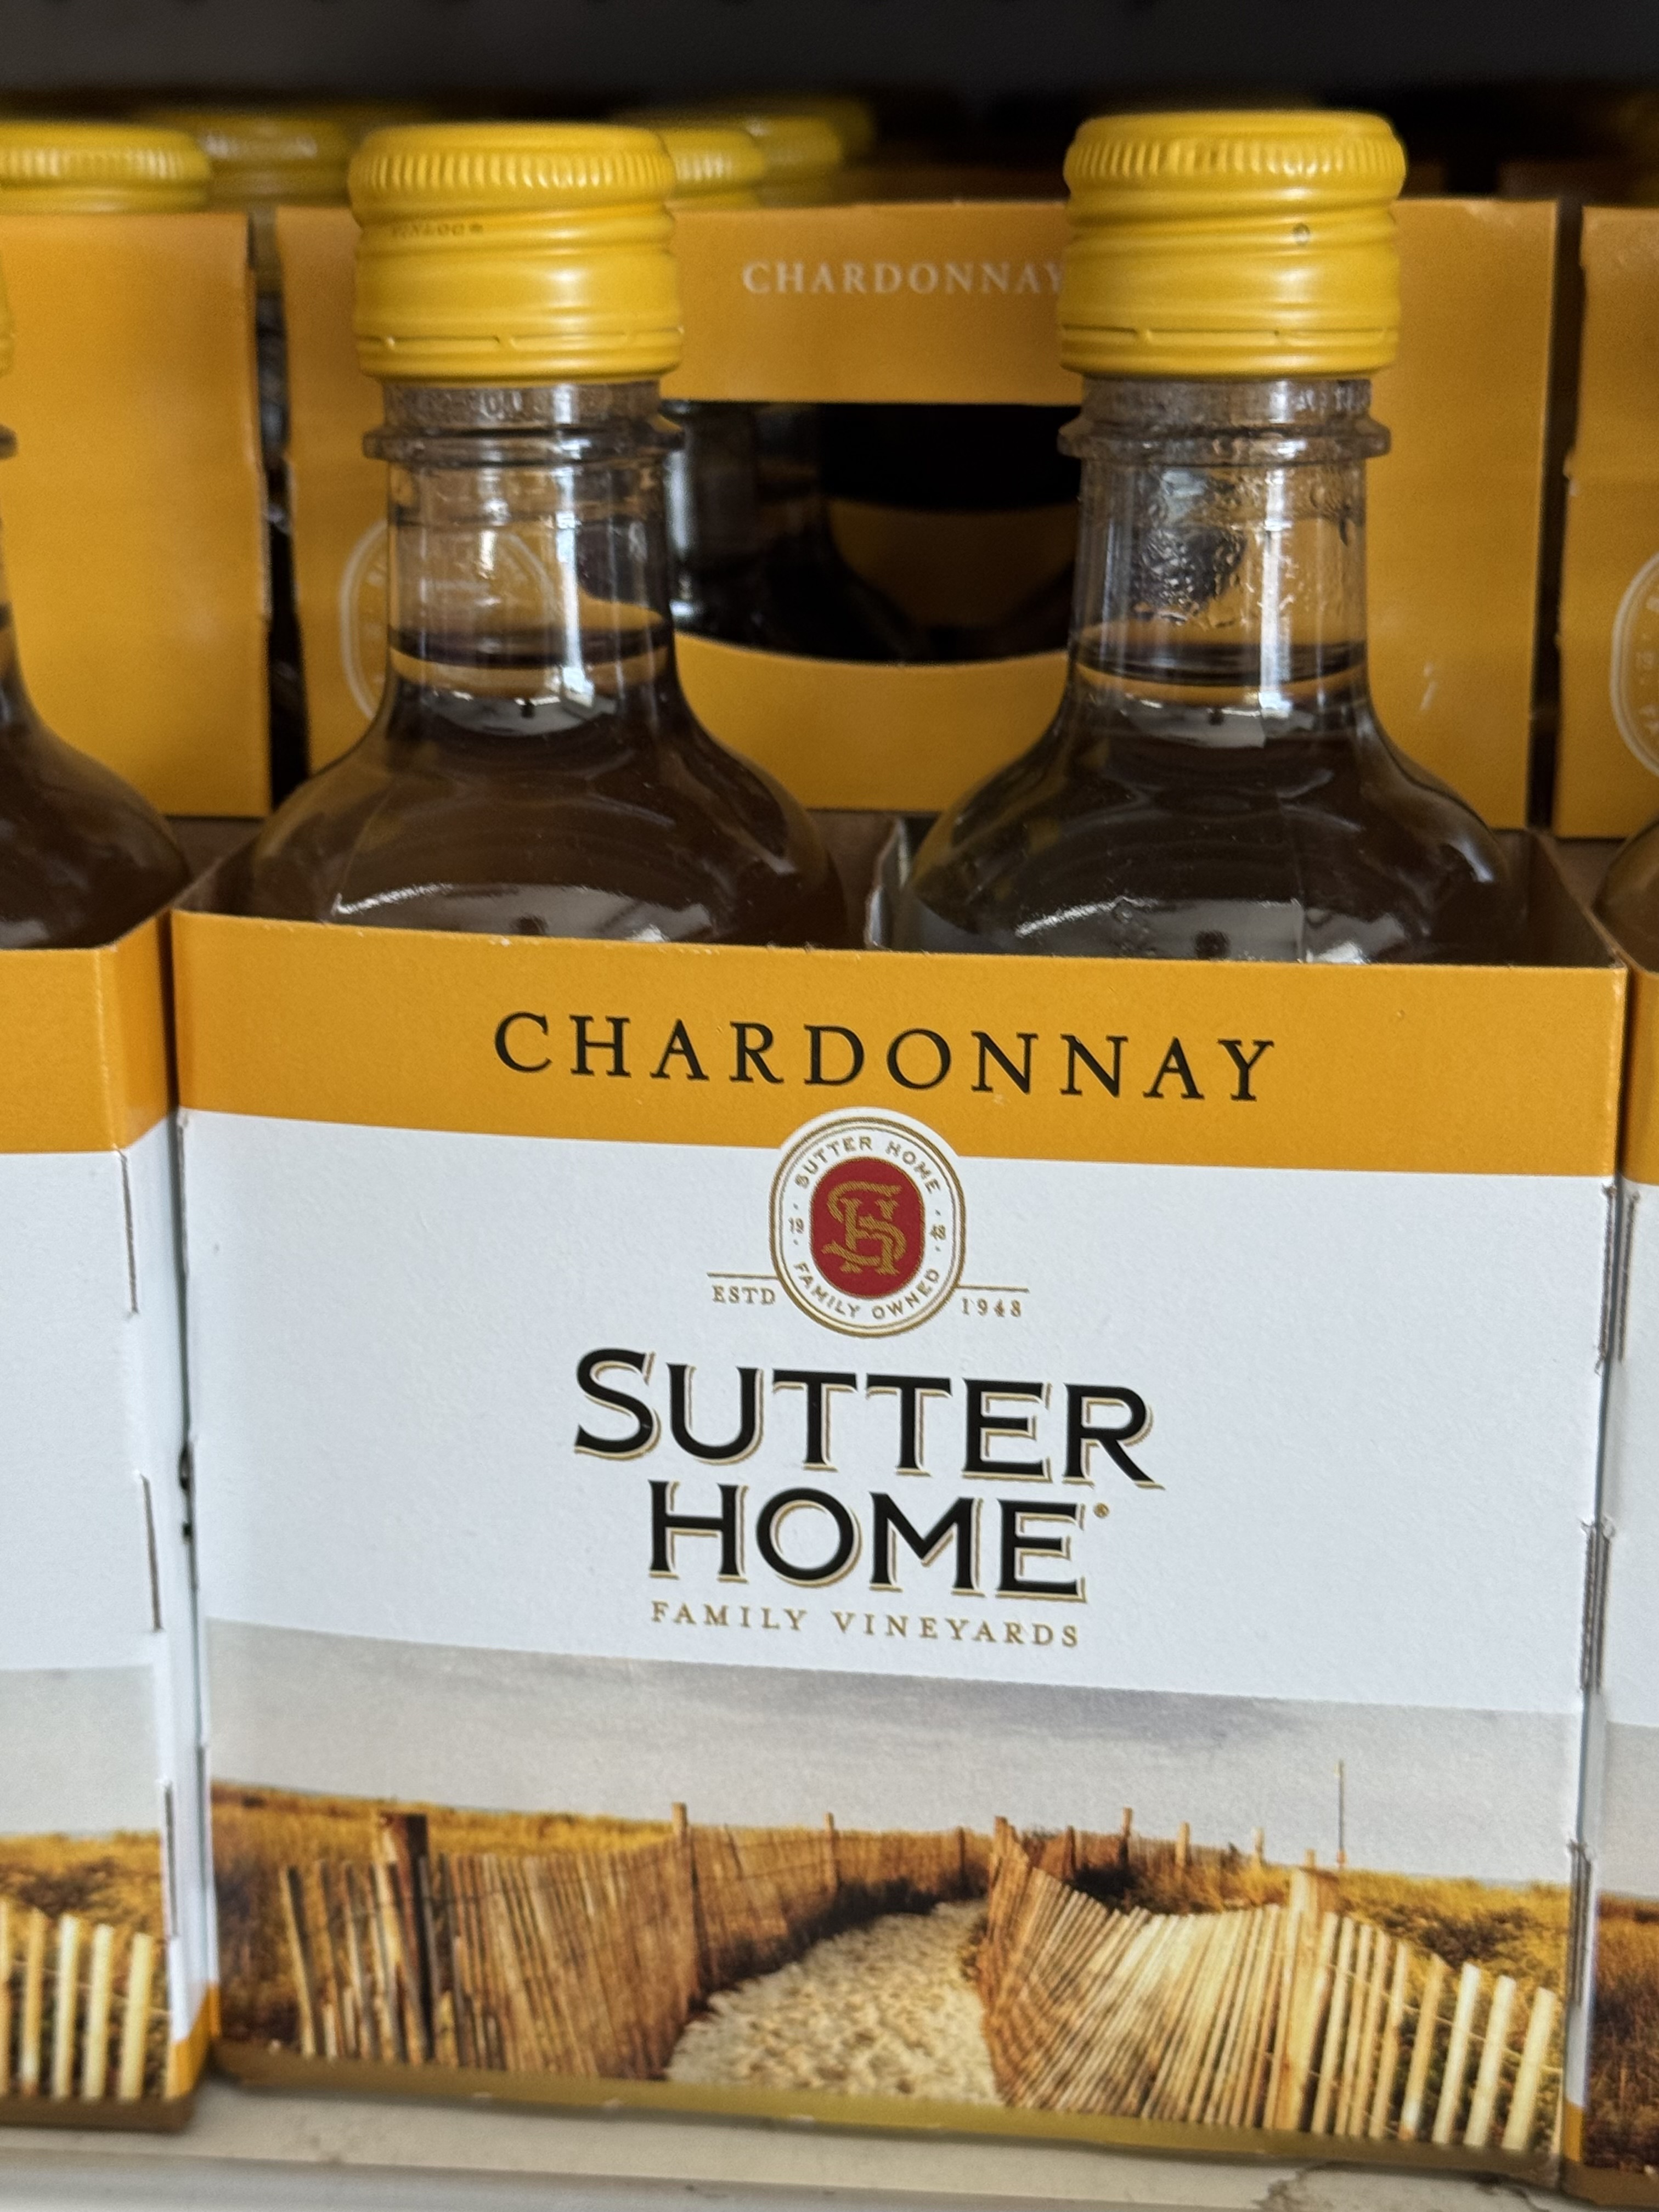 CHARDONNAY
CHARDONNAY
SUTTER HOME
19 48
FAMILY OWNED
ESTD 1948
SUTTER
HOME®
FAMILY VINEYARDS